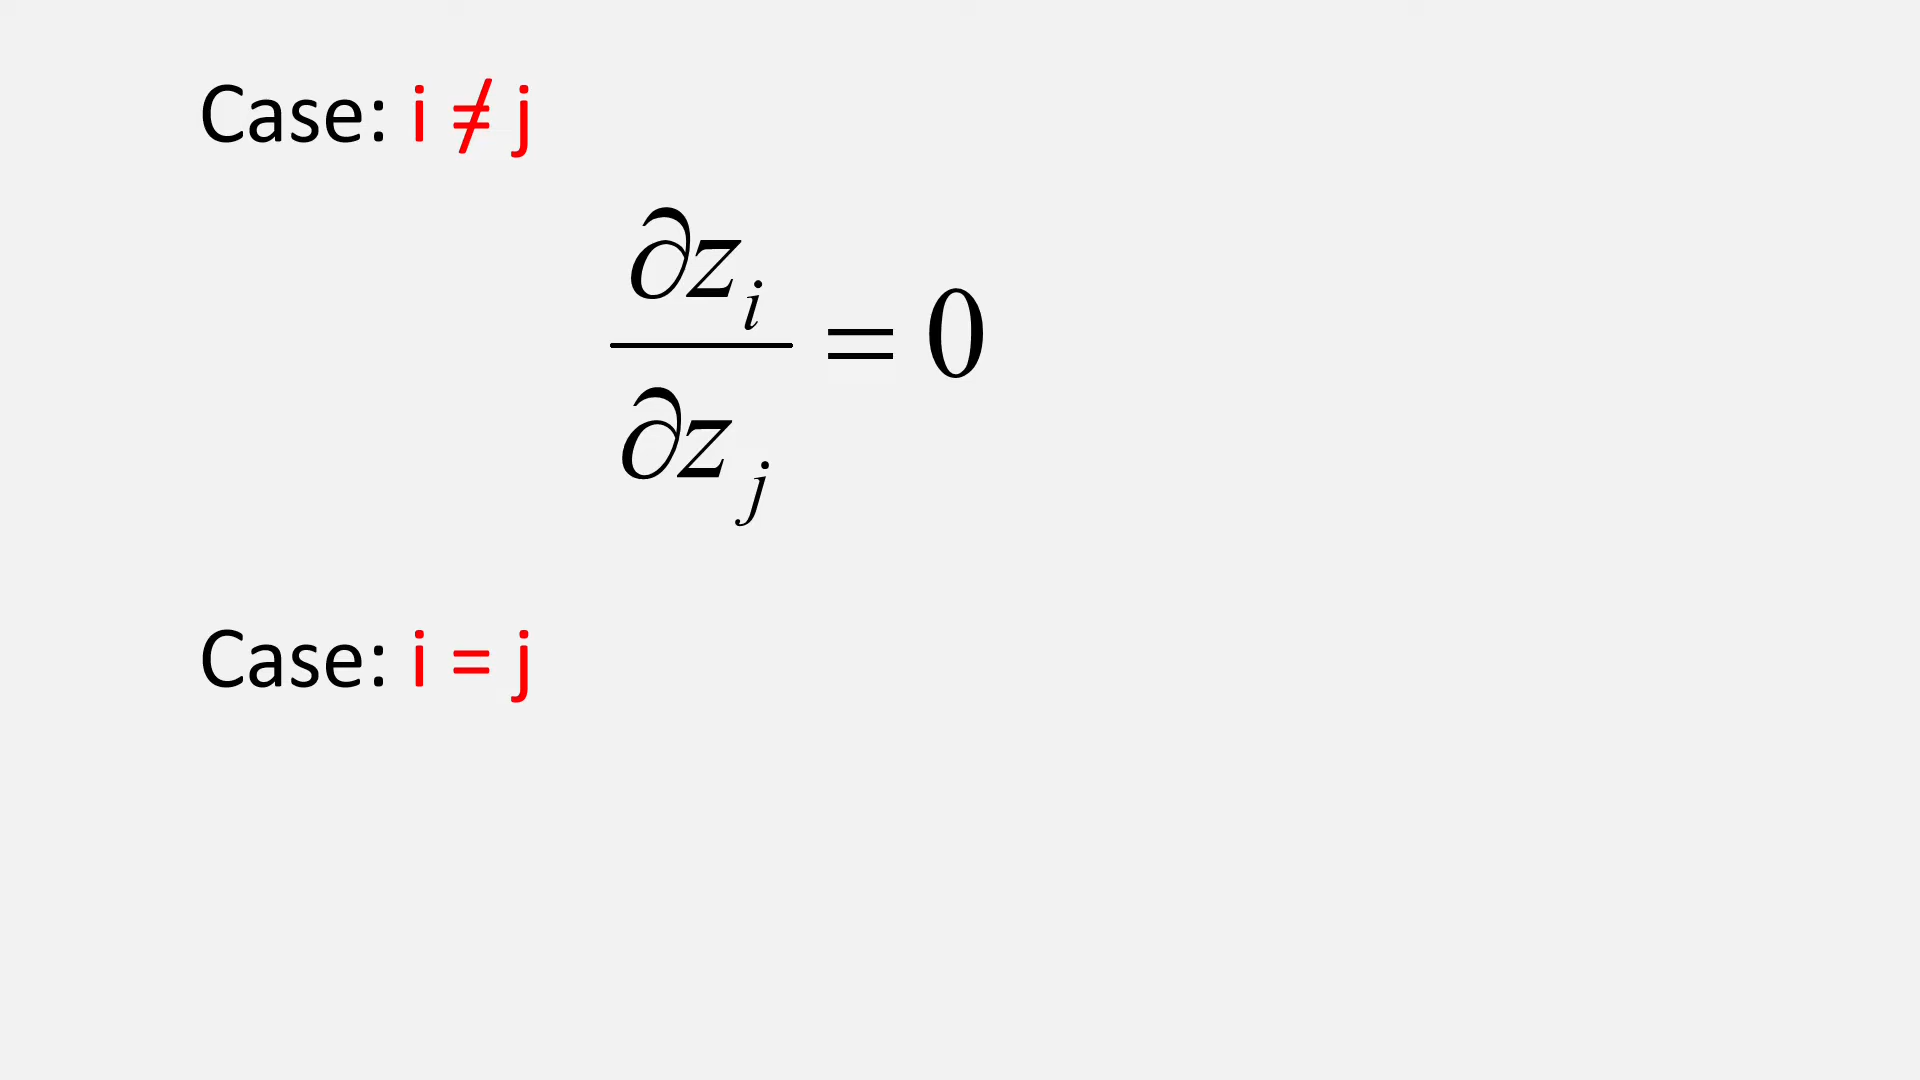 Case: i ≠ j
∂z_i / ∂z_j = 0
Case: i = j